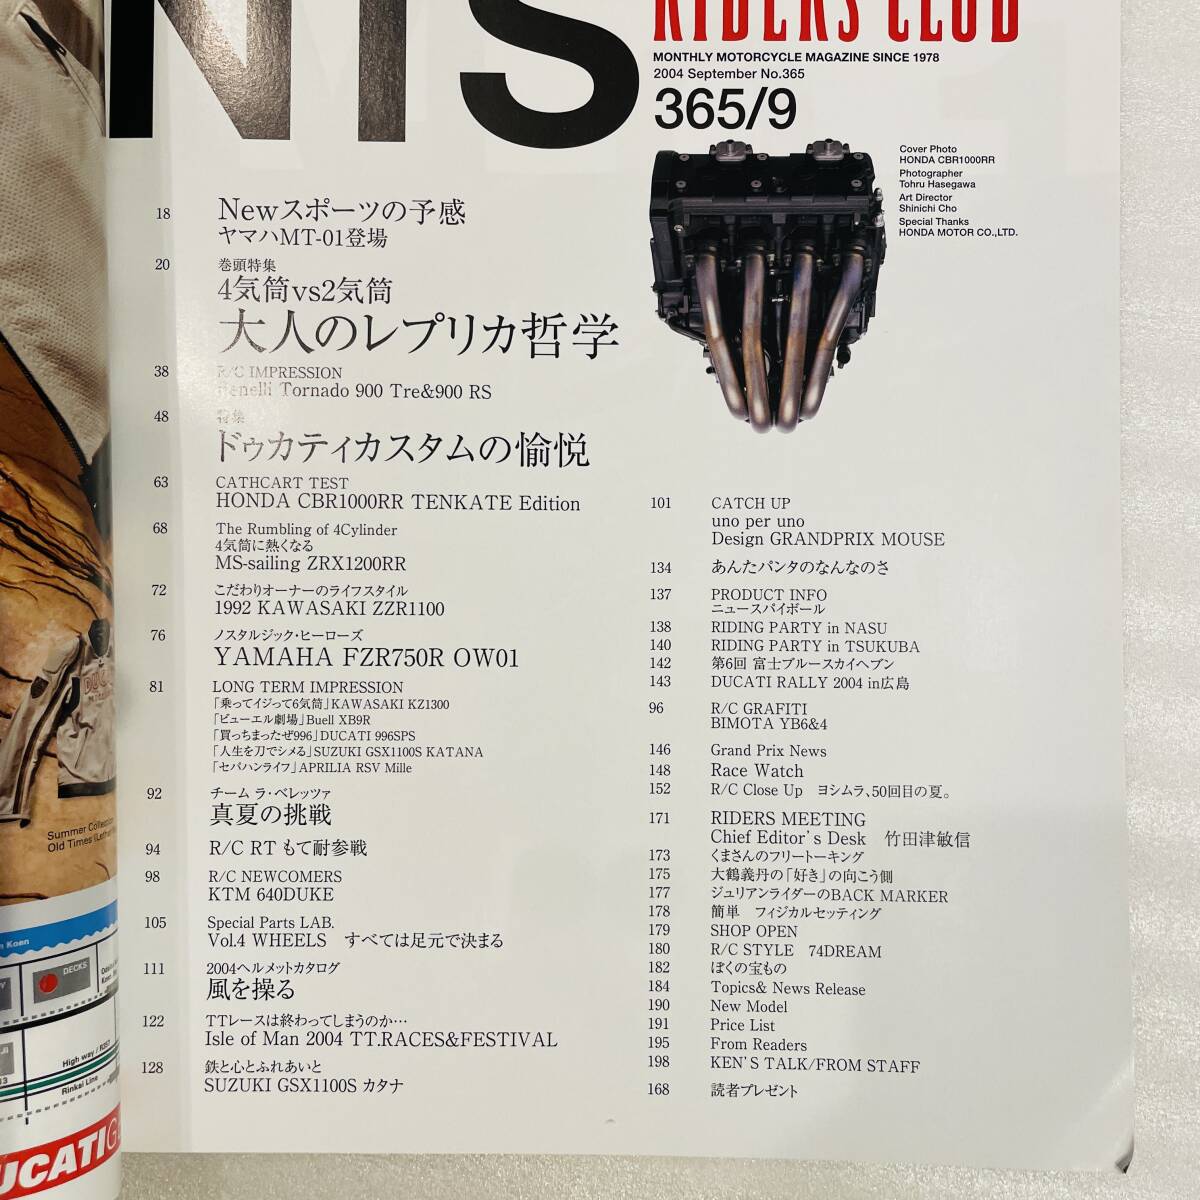 NTS
RIDERS CLUB
MONTHLY MOTORCYCLE MAGAZINE SINCE 1978
2004 September No.365
365/9
Cover Photo
HONDA CBR1000RR
Photographer
Tohru Hasegawa
Art Director
Shinichi Cho
Special Thanks
HONDA MOTOR CO.,LTD.
18 Newスポーツの予感
ヤマハMT-01登場
20 巻頭特集
4気筒vs2気筒
大人のレプリカ哲学
38 R/C IMPRESSION
Benelli Tornado 900 Tre&900 RS
48 特集
ドゥカティカスタムの愉悦
63 CATHCART TEST
HONDA CBR1000RR TENKATE Edition
68 The Rumbling of 4Cylinder
4気筒に熱くなる
MS-sailing ZRX1200RR
72 こだわりオーナーのライフスタイル
1992 KAWASAKI ZZR1100
76 ノスタルジック・ヒーローズ
YAMAHA FZR750R OW01
81 LONG TERM IMPRESSION
「乗ってイジって6気筒」KAWASAKI KZ1300
「ビューエル劇場」Buell XB9R
「買っちまったぜ996」DUCATI 996SPS
「人生を刀でシメる」SUZUKI GSX1100S KATANA
「セパハンライフ」APRILIA RSV Mille
92 チーム ラ・ベレッツァ
真夏の挑戦
94 R/C RT もて耐参戦
98 R/C NEWCOMERS
KTM 640DUKE
105 Special Parts LAB.
Vol.4 WHEELS すべては足元で決まる
111 2004ヘルメットカタログ
風を操る
122 TTレースは終わってしまうのか…
Isle of Man 2004 TT.RACES&FESTIVAL
128 鉄と心とふれあいと
SUZUKI GSX1100S カタナ
101 CATCH UP
uno per uno
Design GRANDPRIX MOUSE
134 あんたバンタのなんなのさ
137 PRODUCT INFO
ニュースバイボール
138 RIDING PARTY in NASU
140 RIDING PARTY in TSUKUBA
142 第6回 富士ブルースカイヘブン
143 DUCATI RALLY 2004 in広島
96 R/C GRAFITI
BIMOTA YB6&4
146 Grand Prix News
148 Race Watch
152 R/C Close Up ヨシムラ、50回目の夏。
171 RIDERS MEETING
Chief Editor's Desk 竹田津敏信
173 くまさんのフリートーキング
175 大鶴義丹の「好き」の向こう側
177 ジュリアンライダーのBACK MARKER
178 簡単 フィジカルセッティング
179 SHOP OPEN
180 R/C STYLE 74DREAM
182 ぼくの宝もの
184 Topics& News Release
190 New Model
191 Price List
195 From Readers
198 KEN'S TALK/FROM STAFF
168 読者プレゼント
Summer Collection
Old Times
Koen
DECKS
High way / R357
Rinkai Line
DUCATI